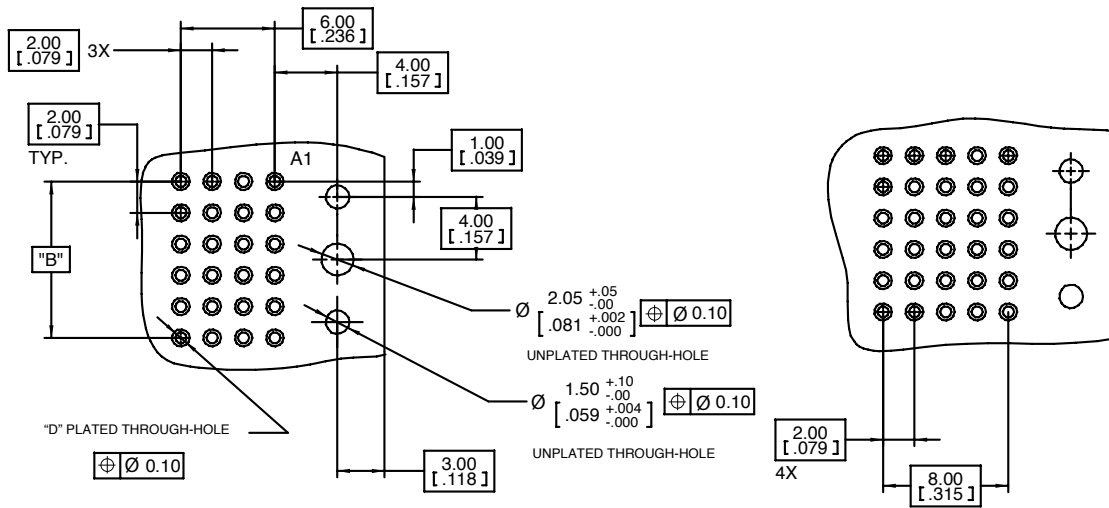 6.00
[.236]
2.00
[.079]
3X
4.00
[.157]
2.00
[.079]
TYP.
1.00
[.039]
A1
4.00
[.157]
"B"
Ø 2.05 +.05 -.00
[.081 +.002 -.000]
⌖ Ø 0.10
UNPLATED THROUGH-HOLE
Ø 1.50 +.10 -.00
[.059 +.004 -.000]
⌖ Ø 0.10
UNPLATED THROUGH-HOLE
“D” PLATED THROUGH-HOLE
⌖ Ø 0.10
3.00
[.118]
2.00
[.079]
4X
8.00
[.315]